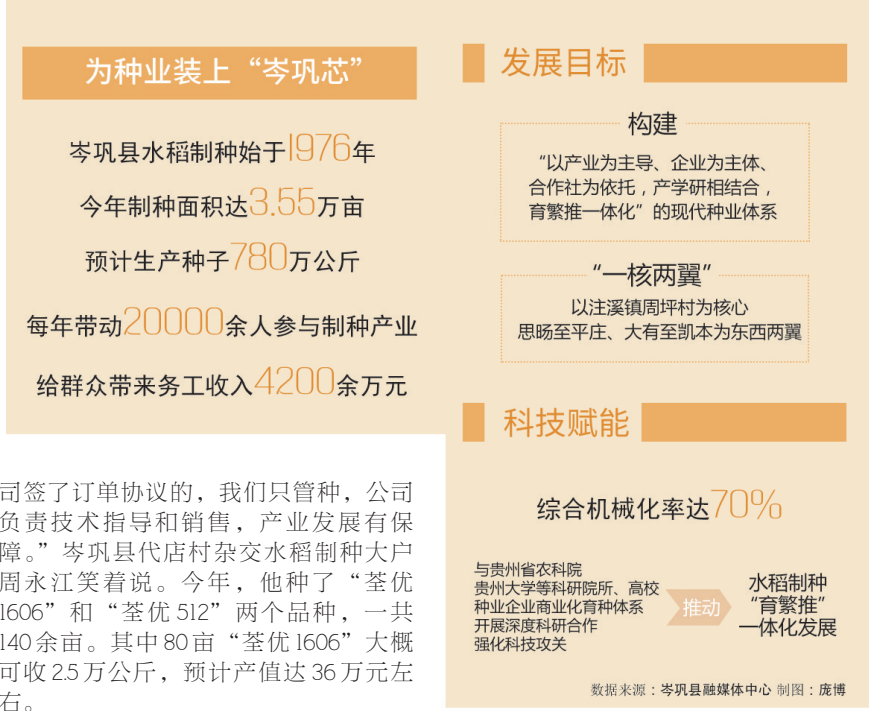 为种业装上“岑巩芯”
岑巩县水稻制种始于1976年
今年制种面积达3.55万亩
预计生产种子780万公斤
每年带动20000余人参与制种产业
给群众带来务工收入4200余万元
司签了订单协议的，我们只管种，公司
负责技术指导和销售，产业发展有保
障。”岑巩县代店村杂交水稻制种大户
周永江笑着说。今年，他种了“荃优
1606”和“荃优512”两个品种，一共
140余亩。其中80亩“荃优1606”大概
可收2.5万公斤，预计产值达36万元左
右。
发展目标
构建
“以产业为主导、企业为主体、
合作社为依托，产学研相结合，
育繁推一体化”的现代种业体系
“一核两翼”
以注溪镇周坪村为核心
思旸至平庄、大有至凯本为东西两翼
科技赋能
综合机械化率达70%
与贵州省农科院
贵州大学等科研院所、高校
种业企业商业化育种体系
开展深度科研合作
强化科技攻关
推动
水稻制种
“育繁推”
一体化发展
数据来源：岑巩县融媒体中心 制图：庞博